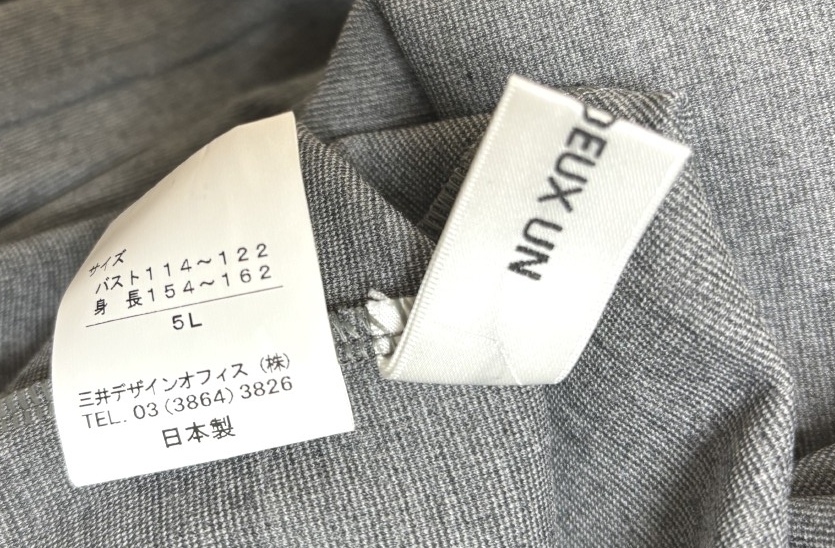 サイズ
バスト114～122
身 長154～162
5L
三井デザインオフィス（株）
TEL. 03(3864)3826
日本製
DEUX UN